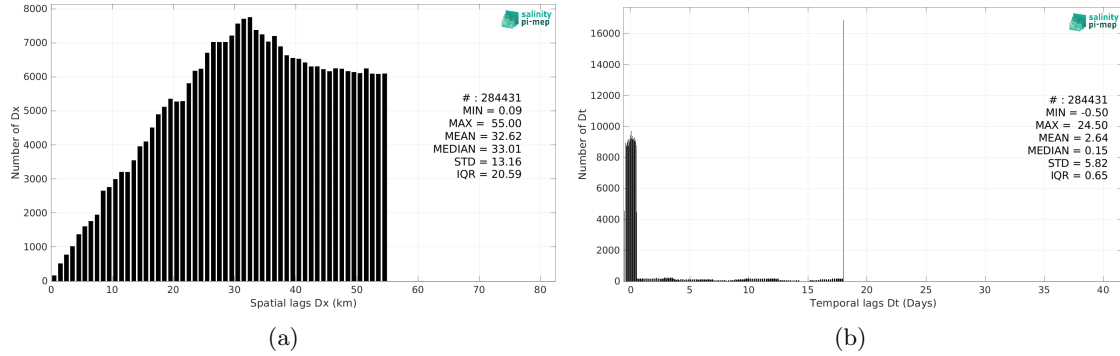 8000
7000
6000
5000
4000
3000
2000
1000
0
Number of Dx
salinity
pi-mep
# : 284431
MIN = 0.09
MAX = 55.00
MEAN = 32.62
MEDIAN = 33.01
STD = 13.16
IQR = 20.59
0 10 20 30 40 50 60 70 80
Spatial lags Dx (km)
(a)
16000
14000
12000
10000
8000
6000
4000
2000
0
Number of Dt
salinity
pi-mep
# : 284431
MIN = -0.50
MAX = 24.50
MEAN = 2.64
MEDIAN = 0.15
STD = 5.82
IQR = 0.65
0 5 10 15 20 25 30 35 40
Temporal lags Dt (Days)
(b)